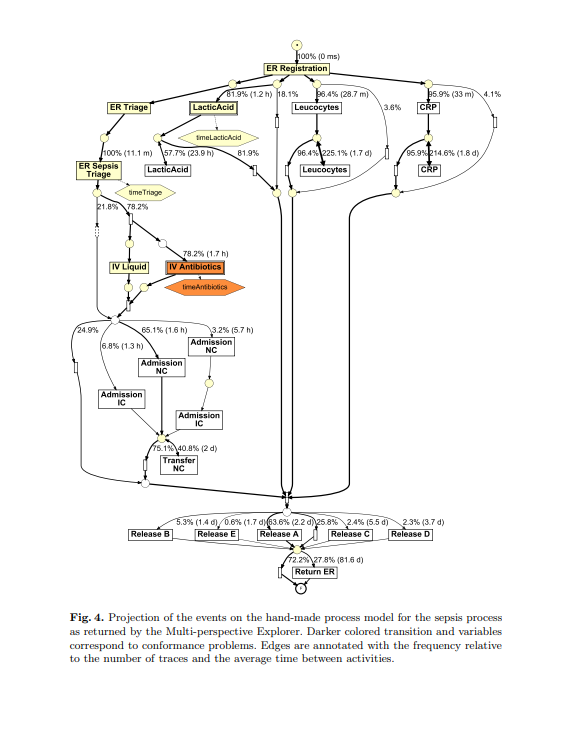 100% (0 ms)
ER Registration
81.9% (1.2 h)
18.1%
96.4% (28.7 m)
95.9% (33 m)
4.1%
ER Triage
LacticAcid
Leucocytes
3.6%
CRP
timeLacticAcid
100% (11.1 m)
57.7% (23.9 h)
81.9%
96.4%
225.1% (1.7 d)
95.9%
214.6% (1.8 d)
ER Sepsis
Triage
LacticAcid
Leucocytes
CRP
timeTriage
21.8%
78.2%
78.2% (1.7 h)
IV Liquid
IV Antibiotics
timeAntibiotics
24.9%
65.1% (1.6 h)
3.2% (5.7 h)
6.8% (1.3 h)
Admission
NC
Admission
NC
Admission
IC
Admission
IC
75.1%
40.8% (2 d)
Transfer
NC
5.3% (1.4 d)
0.6% (1.7 d)
63.6% (2.2 d)
25.8%
2.4% (5.5 d)
2.3% (3.7 d)
Release B
Release E
Release A
Release C
Release D
72.2%
27.8% (81.6 d)
Return ER
Fig. 4. Projection of the events on the hand-made process model for the sepsis process
as returned by the Multi-perspective Explorer. Darker colored transition and variables
correspond to conformance problems. Edges are annotated with the frequency relative
to the number of traces and the average time between activities.